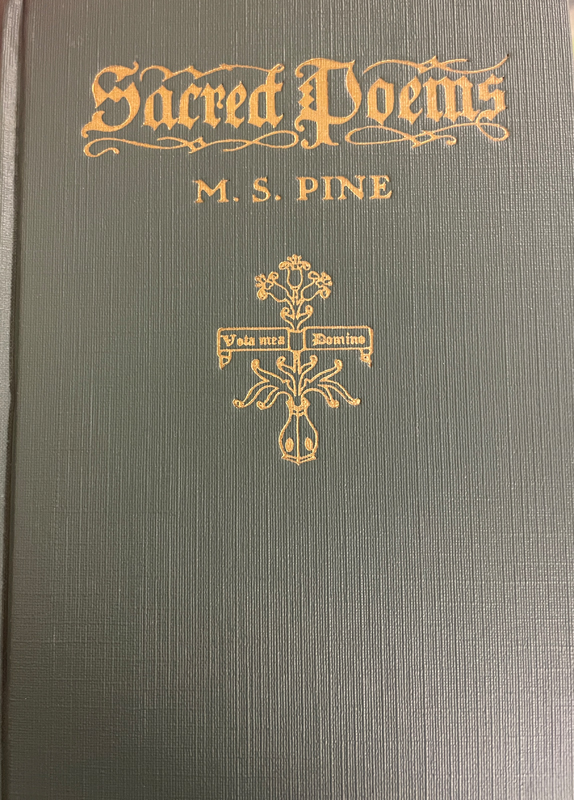 Sacred Poems
M. S. PINE
Vota mea Domino